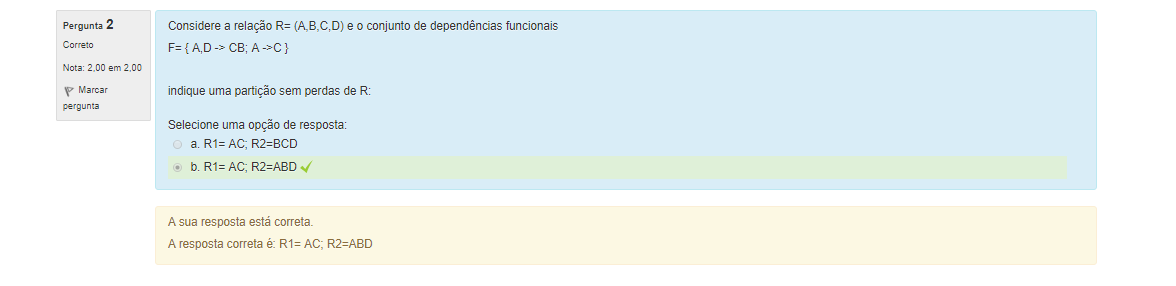 Pergunta 2
Correto
Nota: 2,00 em 2,00
Marcar
pergunta
Considere a relação R= (A,B,C,D) e o conjunto de dependências funcionais
F= { A,D -> CB; A ->C }
indique uma partição sem perdas de R:
Selecione uma opção de resposta:
a. R1= AC; R2=BCD
b. R1= AC; R2=ABD
A sua resposta está correta.
A resposta correta é: R1= AC; R2=ABD